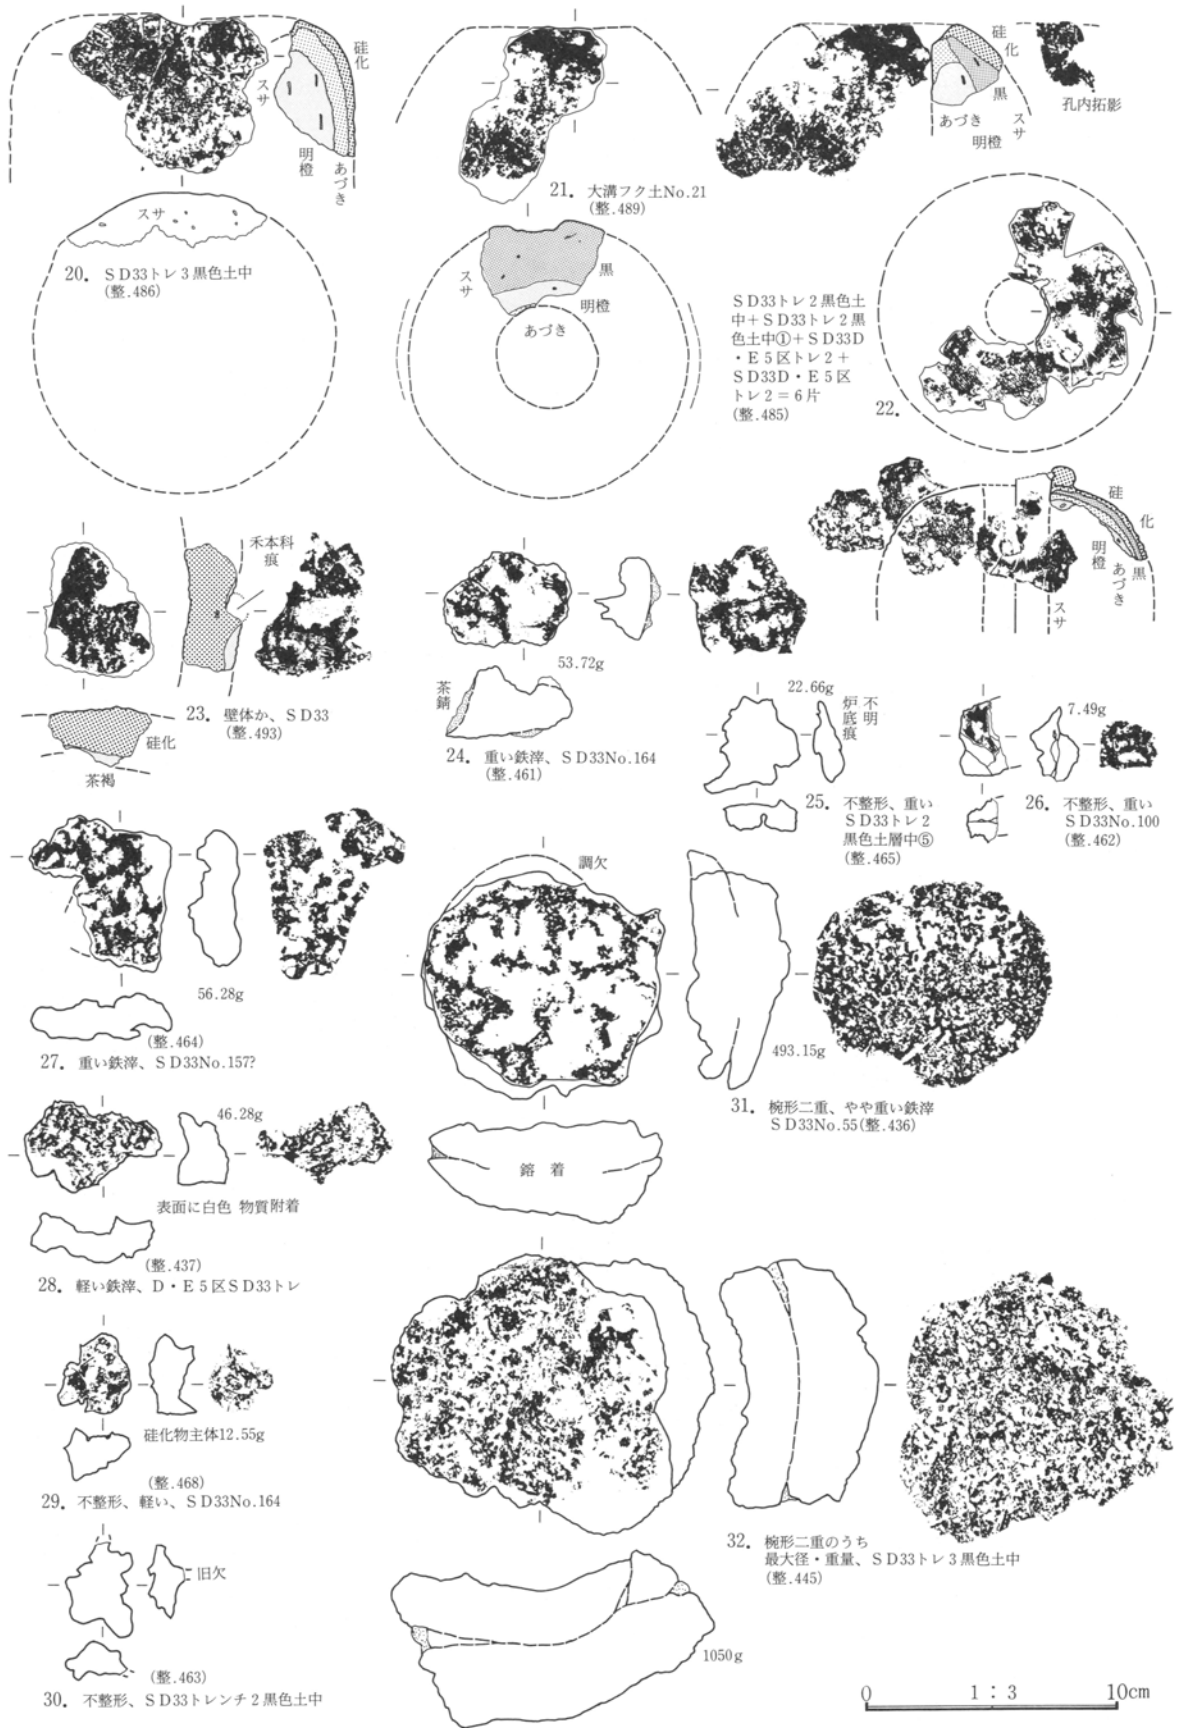 硅化
スサ
明橙
あづき
スサ
20. ＳＤ33トレ３黒色土中
(整.486)
21. 大溝フク土No.21
(整.489)
スサ
黒
明橙
あづき
硅化
黒
スサ
あづき
明橙
孔内拓影
ＳＤ33トレ２黒色土
中＋ＳＤ33トレ２黒
色土中①＋ＳＤ33Ｄ
・Ｅ５区トレ２＋
ＳＤ33Ｄ・Ｅ５区
トレ２＝６片
(整.485)
22.
硅化
黒
あづき
明橙
スサ
禾本科
痕
23. 壁体か、ＳＤ33
(整.493)
硅化
茶褐
53.72g
茶錆
24. 重い鉄滓、ＳＤ33No.164
(整.461)
22.66g
不明
炉底痕
25. 不整形、重い
ＳＤ33トレ２
黒色土層中⑤
(整.465)
7.49g
26. 不整形、重い
ＳＤ33No.100
(整.462)
56.28g
(整.464)
27. 重い鉄滓、ＳＤ33No.157?
46.28g
表面に白色 物質附着
(整.437)
28. 軽い鉄滓、Ｄ・Ｅ５区ＳＤ33トレ
硅化物主体12.55g
(整.468)
29. 不整形、軽い、ＳＤ33No.164
旧欠
(整.463)
30. 不整形、ＳＤ33トレンチ２黒色土中
調欠
493.15g
31. 椀形二重、やや重い鉄滓
ＳＤ33No.55(整.436)
鎔着
32. 椀形二重のうち
最大径・重量、ＳＤ33トレ３黒色土中
(整.445)
1050g
0 1：3 10cm